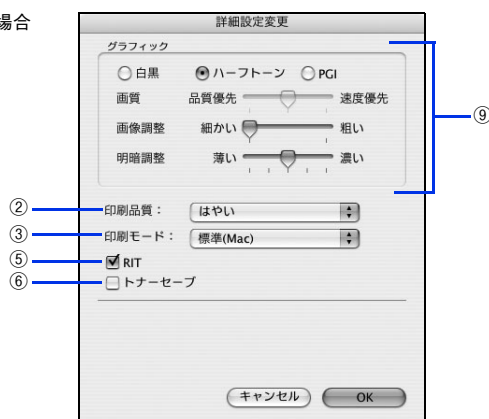 場合
詳細設定変更
グラフィック
白黒 ハーフトーン PGI
画質 品質優先 速度優先
画像調整 細かい 粗い
明暗調整 薄い 濃い
⑨
② 印刷品質： はやい
③ 印刷モード： 標準(Mac)
⑤ RIT
⑥ トナーセーブ
キャンセル OK